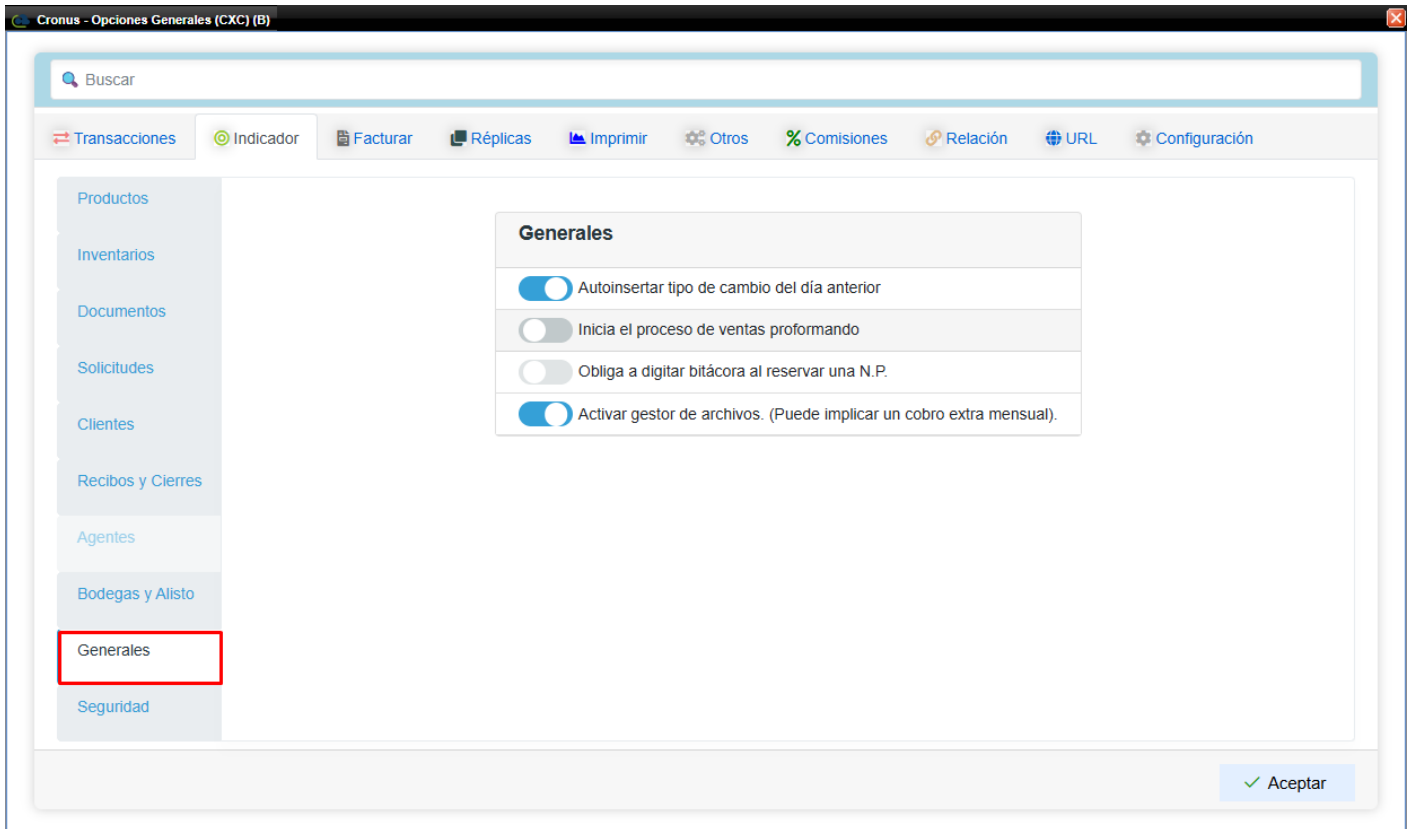 Cronus - Opciones Generales (CXC) (B)
Buscar
Transacciones Indicador Facturar Réplicas Imprimir Otros Comisiones Relación URL Configuración
Productos
Inventarios
Documentos
Solicitudes
Clientes
Recibos y Cierres
Agentes
Bodegas y Alisto
Generales
Seguridad
Generales
Autoinsertar tipo de cambio del día anterior
Inicia el proceso de ventas proformando
Obliga a digitar bitácora al reservar una N.P.
Activar gestor de archivos. (Puede implicar un cobro extra mensual).
Aceptar